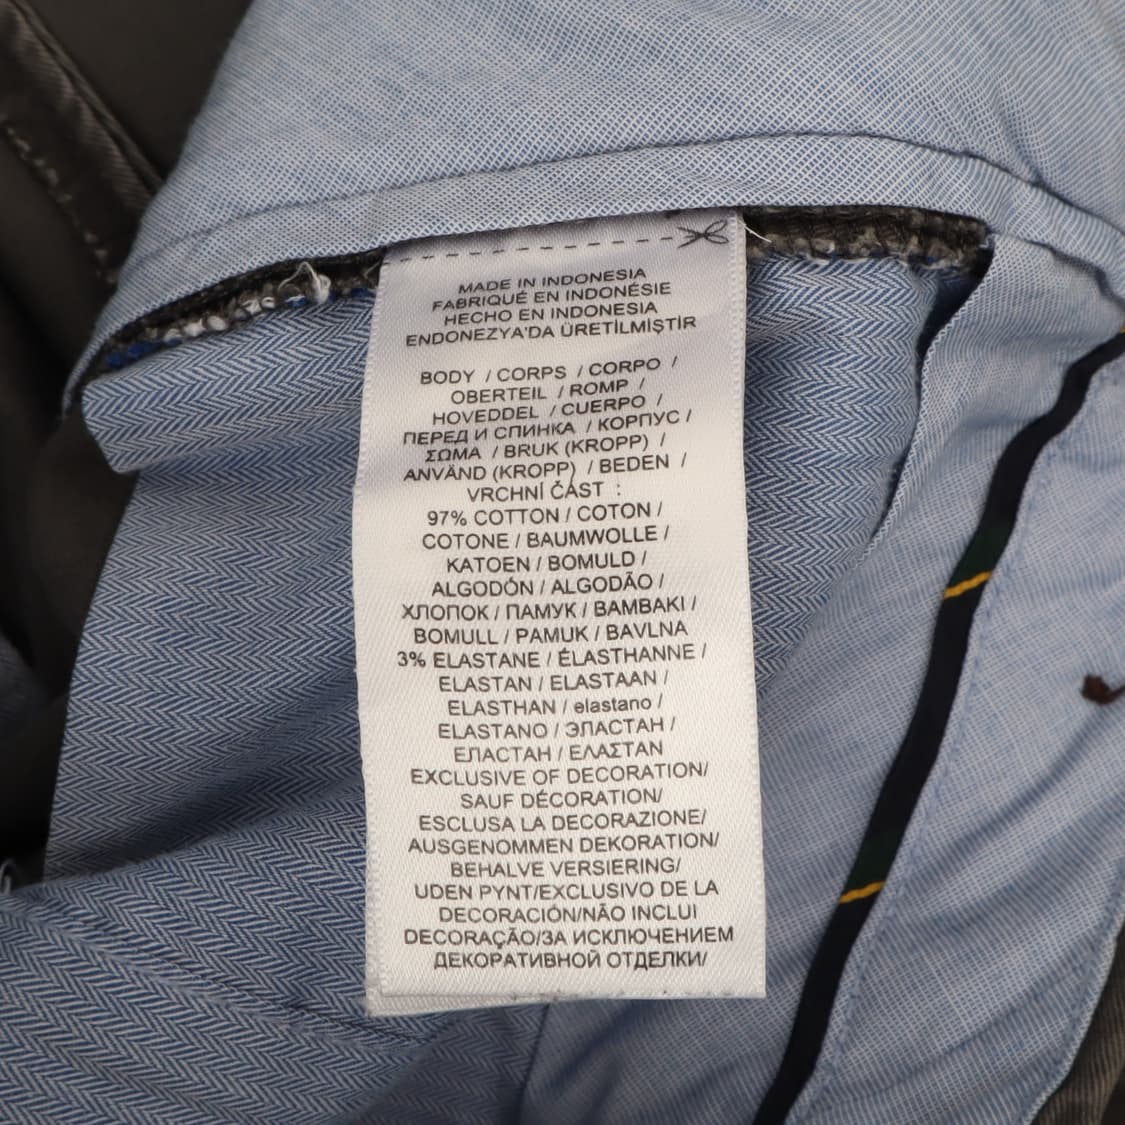 MADE IN INDONESIA
FABRIQUÉ EN INDONÉSIE
HECHO EN INDONESIA
ENDONEZYA'DA ÜRETİLMİŞTİR
BODY / CORPS / CORPO /
OBERTEIL / ROMP /
HOVEDDEL / CUERPO /
ПЕРЕД И СПИНКА / КОРПУС /
ΣΩΜΑ / BRUK (KROPP) /
ANVÄND (KROPP) / BEDEN /
VRCHNÍ ČÁST :
97% COTTON / COTON /
COTONE / BAUMWOLLE /
KATOEN / BOMULD /
ALGODÓN / ALGODÃO /
ХЛОПОК / ПАМУК / ΒΑΜΒΑΚΙ /
BOMULL / PAMUK / BAVLNA
3% ELASTANE / ÉLASTHANNE /
ELASTAN / ELASTAAN /
ELASTHAN / elastano /
ELASTANO / ЭЛАСТАН /
ЕЛАСТАН / ΕΛΑΣΤΑΝ
EXCLUSIVE OF DECORATION/
SAUF DÉCORATION/
ESCLUSA LA DECORAZIONE/
AUSGENOMMEN DEKORATION/
BEHALVE VERSIERING/
UDEN PYNT/EXCLUSIVO DE LA
DECORACIÓN/NÃO INCLUI
DECORAÇÃO/ЗА ИСКЛЮЧЕНИЕМ
ДЕКОРАТИВНОЙ ОТДЕЛКИ/